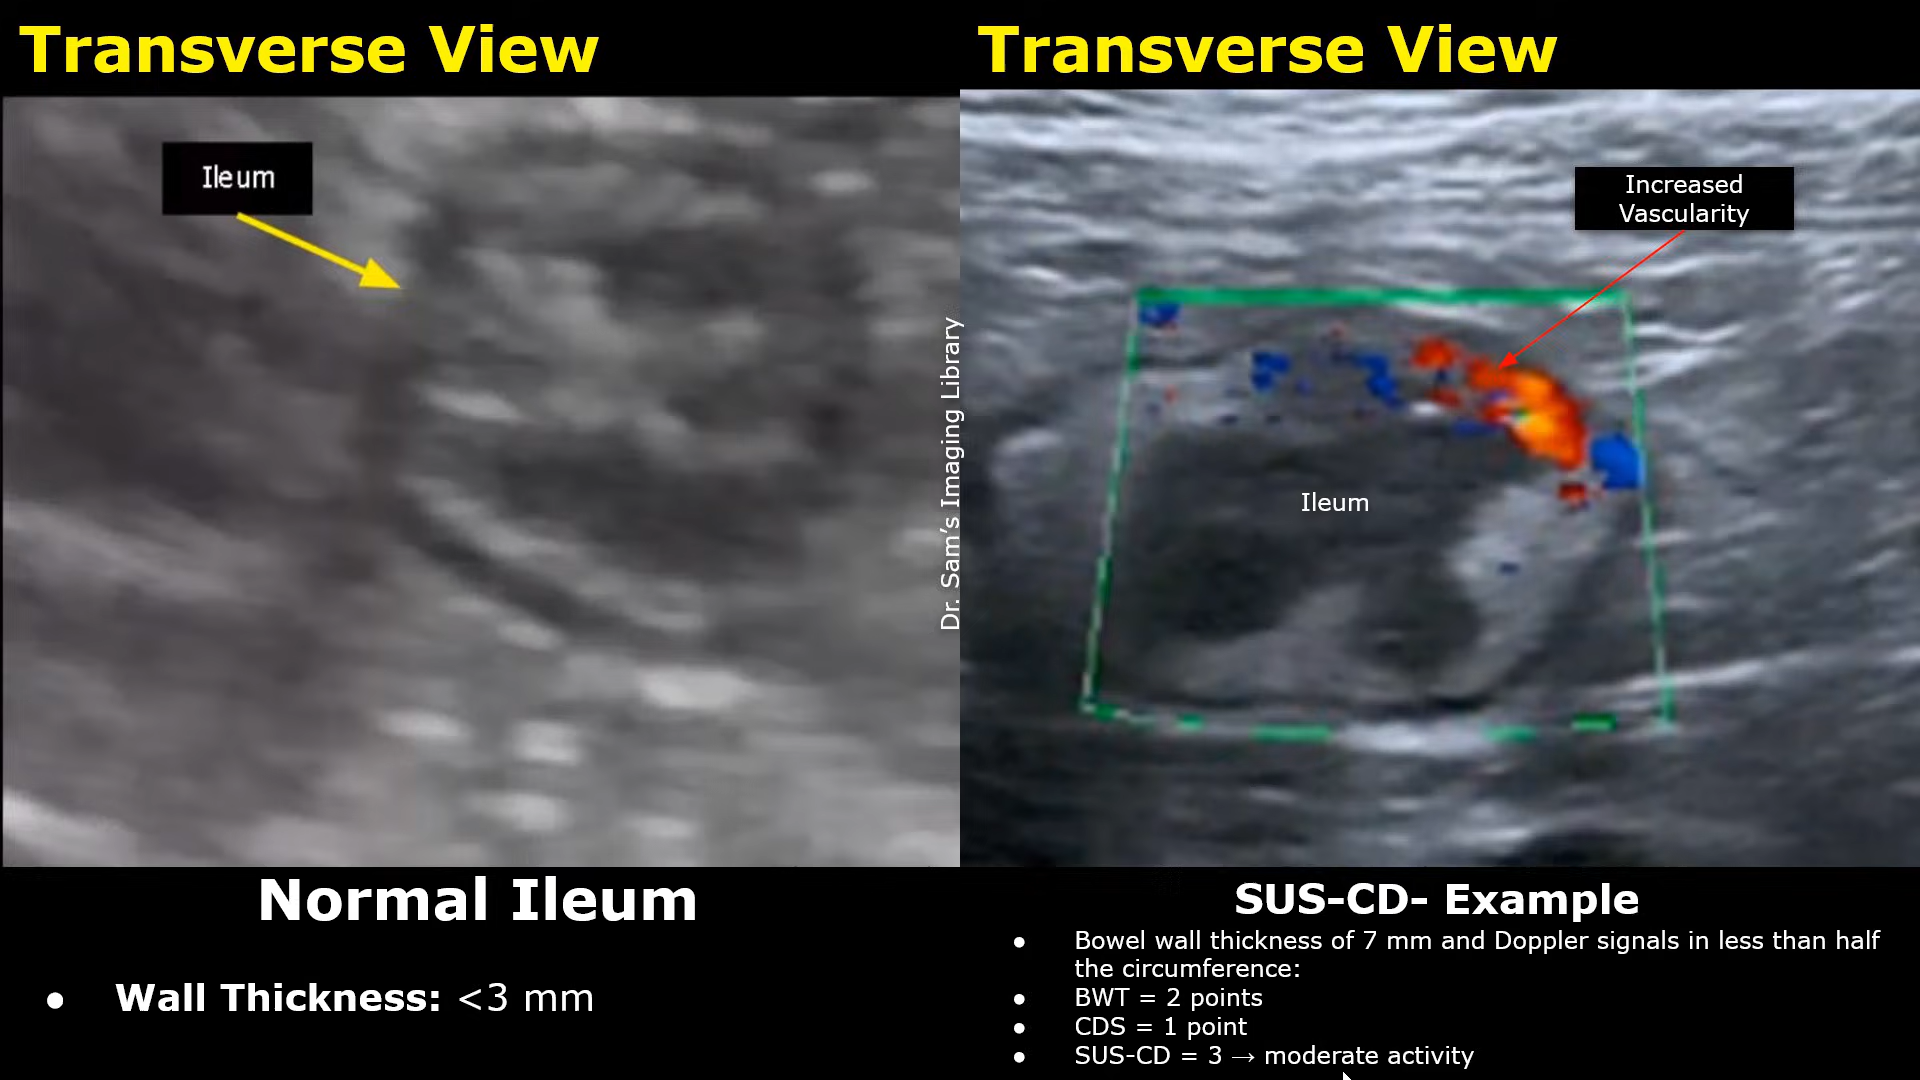 Transverse View
Ileum
Normal Ileum
● Wall Thickness: <3 mm
Dr. Sam's Imaging Library
Transverse View
Increased
Vascularity
Ileum
SUS-CD- Example
● Bowel wall thickness of 7 mm and Doppler signals in less than half
the circumference:
● BWT = 2 points
● CDS = 1 point
● SUS-CD = 3 → moderate activity